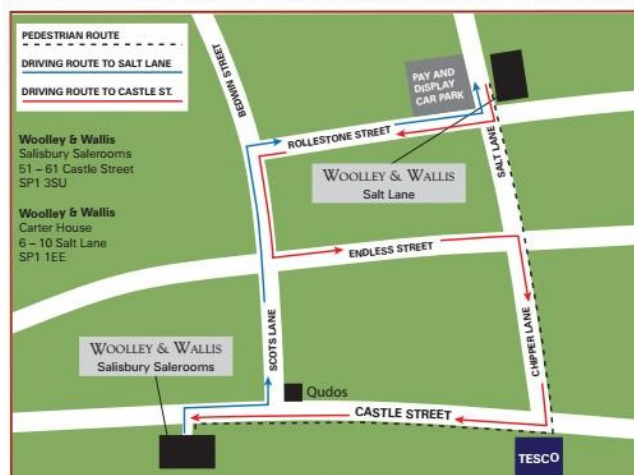 PEDESTRIAN ROUTE
DRIVING ROUTE TO SALT LANE
DRIVING ROUTE TO CASTLE ST.
Woolley & Wallis
Salisbury Salerooms
51 – 61 Castle Street
SP1 3SU
Woolley & Wallis
Carter House
6 – 10 Salt Lane
SP1 1EE
BEDWIN STREET
PAY AND
DISPLAY
CAR PARK
ROLLESTONE STREET
WOOLLEY & WALLIS
Salt Lane
SALT LANE
ENDLESS STREET
SCOTS LANE
CHIPPER LANE
WOOLLEY & WALLIS
Salisbury Salerooms
Qudos
CASTLE STREET
TESCO